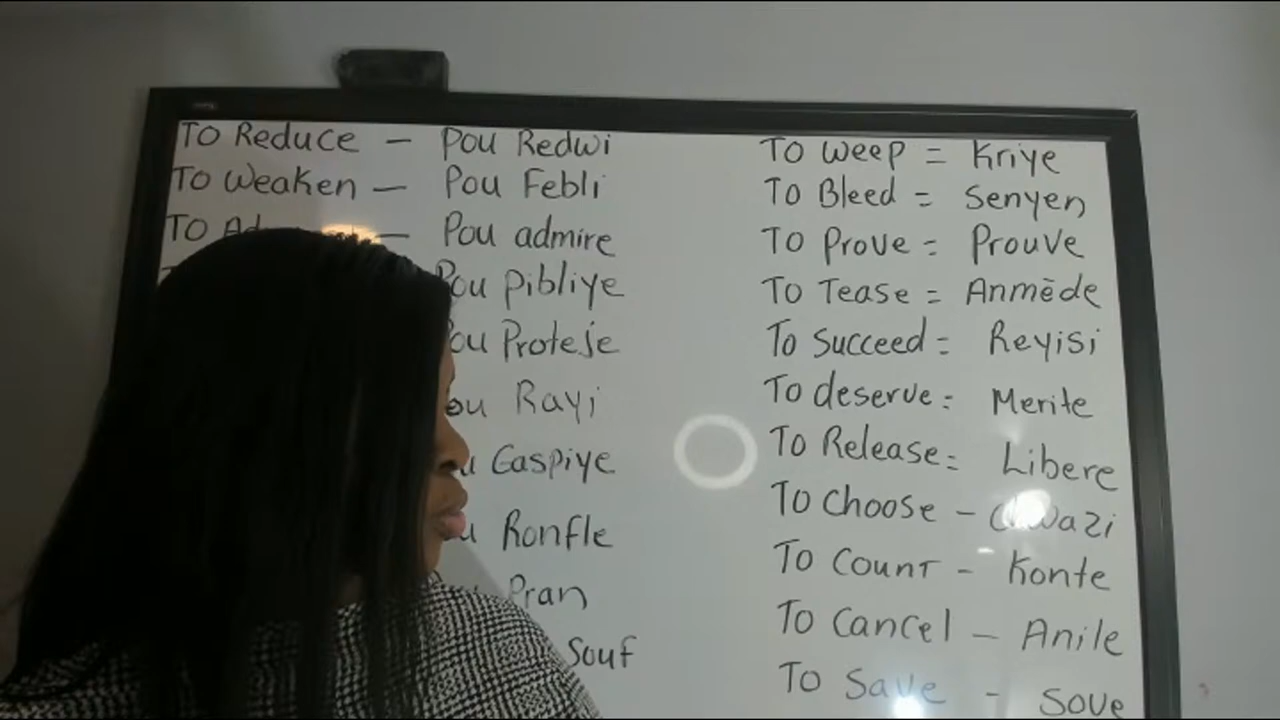 To Reduce — Pou Redwi
To Weaken — Pou Febli
To — Pou admire
Pou Pibliye
Pou Proteje
Pou Rayi
Gaspiye
Ronfle
Pran
Souf
To Weep = Kriye
To Bleed = Senyen
To Prove = Prouve
To Tease = Anmède
To Succeed = Reyisi
To deserve = Merite
To Release = Libere
To Choose –
To Count – Konte
To Cancel – Anile
To Save – Sove